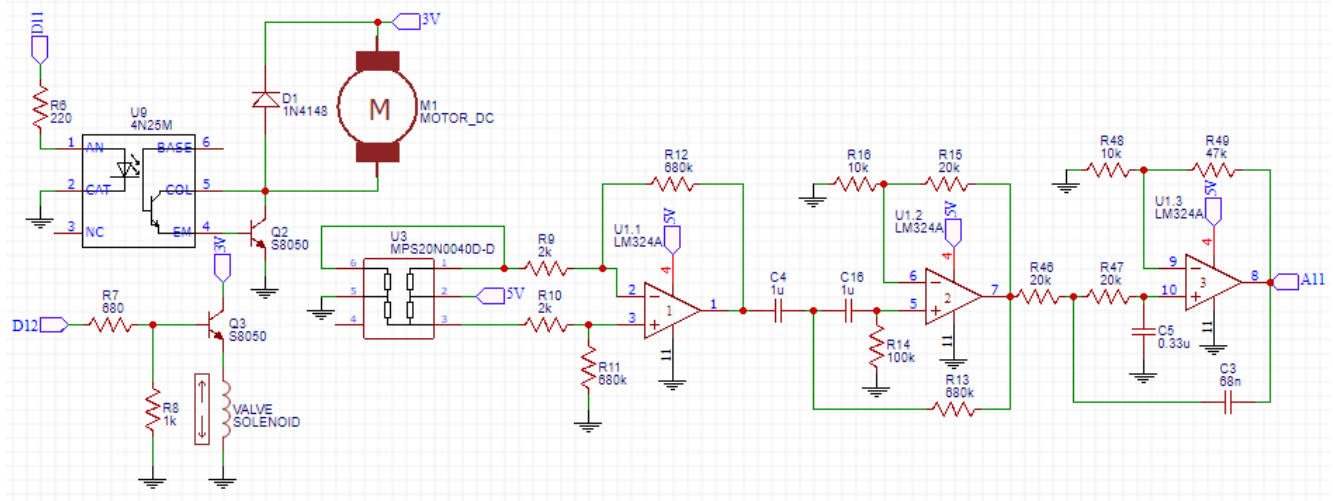 D11
R6
220
U9
4N25M
1
AN
BASE
6
2
CAT
COL
5
3
NC
EM
4
3V
D1
1N4148
M
M1
MOTOR_DC
Q2
S8050
3V
D12
R7
680
Q3
S8050
R8
1k
VALVE
SOLENOID
U3
MPS20N0040D-D
6
1
5
2
4
3
5V
R9
2k
R10
2k
R11
680k
R12
680k
U1.1
LM324A
5V
4
2
3
1
1
11
C4
1u
C16
1u
R14
100k
R13
680k
R16
10k
R15
20k
U1.2
LM324A
5V
4
6
5
2
7
11
R46
20k
R47
20k
C5
0.33u
C3
68n
R48
10k
R49
47k
U1.3
LM324A
5V
4
9
10
3
8
11
A11